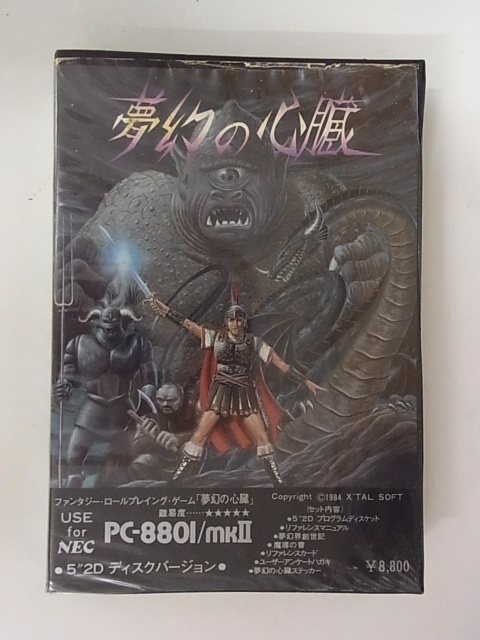 夢幻の心臓
ファンタジー・ロールプレイング・ゲーム「夢幻の心臓」
難易度……★★★★★
USE
for
NEC
PC-8801/mkII
● 5"2D ディスクバージョン ●
Copyright ©1984 X'TAL SOFT
〈セット内容〉
●5"2D プログラムディスケット
●リファレンスマニュアル
●夢幻界創世記
●魔導の書
●リファレンスカード
●ユーザーアンケートハガキ
●夢幻の心臓ステッカー
￥8,800